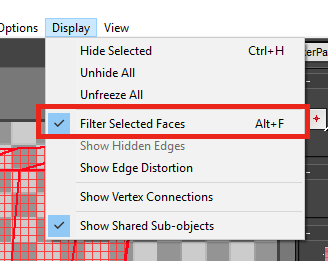 Options Display View
Hide Selected Ctrl+H
Unhide All
Unfreeze All
Filter Selected Faces Alt+F
Show Hidden Edges
Show Edge Distortion
Show Vertex Connections
Show Shared Sub-objects